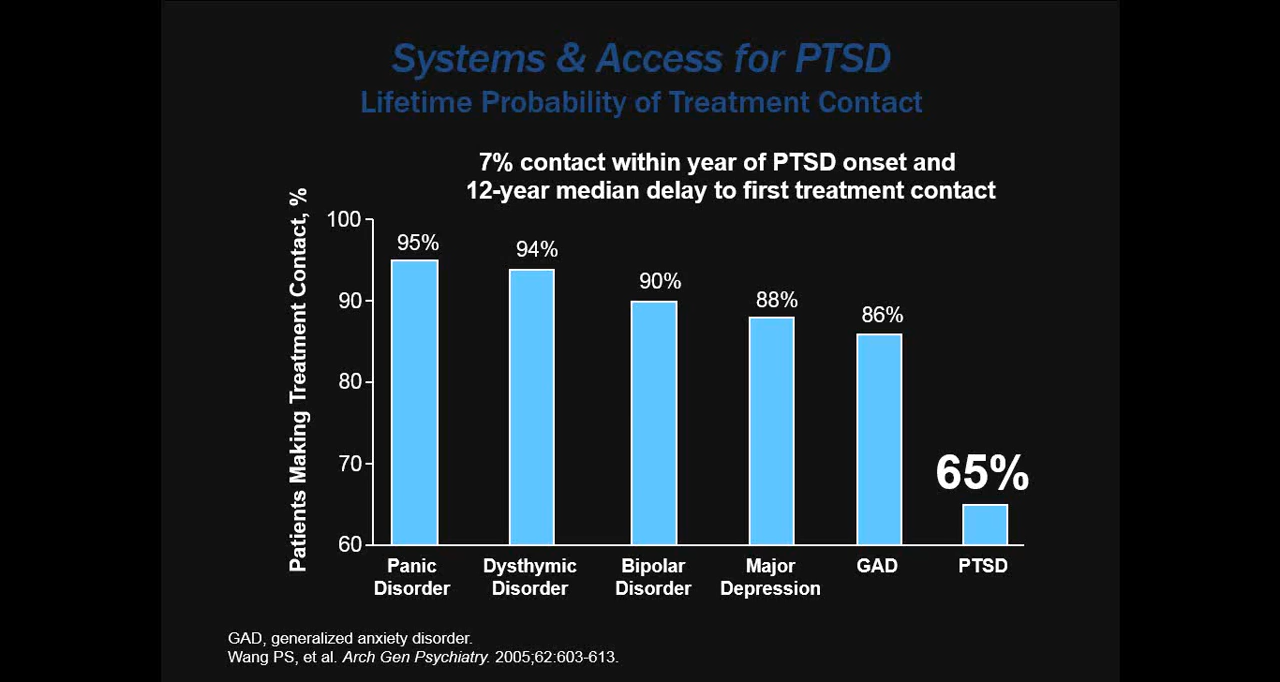 Systems & Access for PTSD
Lifetime Probability of Treatment Contact
7% contact within year of PTSD onset and
12-year median delay to first treatment contact
Patients Making Treatment Contact, %
100
90
80
70
60
95%
94%
90%
88%
86%
65%
Panic
Disorder
Dysthymic
Disorder
Bipolar
Disorder
Major
Depression
GAD
PTSD
GAD, generalized anxiety disorder.
Wang PS, et al. Arch Gen Psychiatry. 2005;62:603-613.